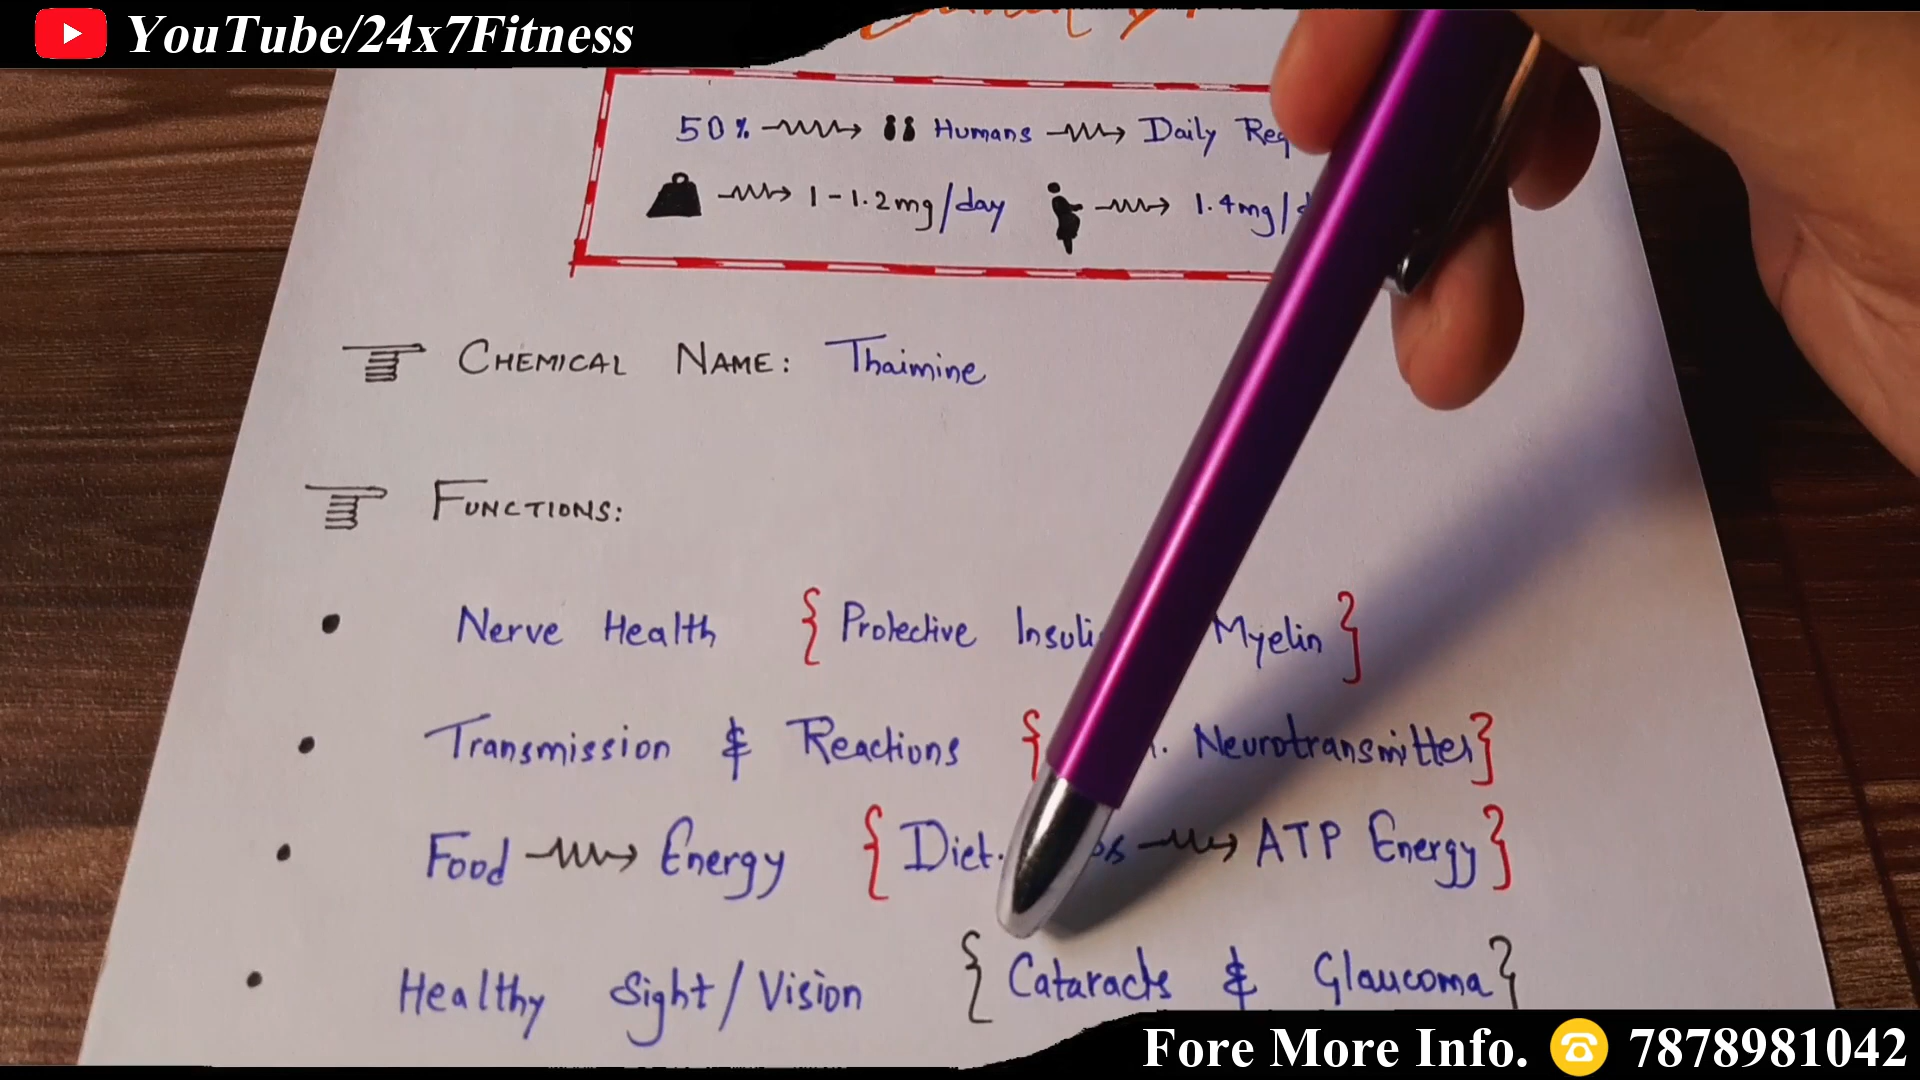 YouTube/24x7Fitness
50% Humans Daily
1-1.2mg/day 1.4mg/
CHEMICAL NAME: Thaimine
FUNCTIONS:
• Nerve Health { Protective Myelin }
• Transmission & Reactions { Neurotransmitter}
• Food Energy { Diet. ATP Energy}
• Healthy Sight/Vision { Cataracts & Glaucoma}
Fore More Info. 7878981042